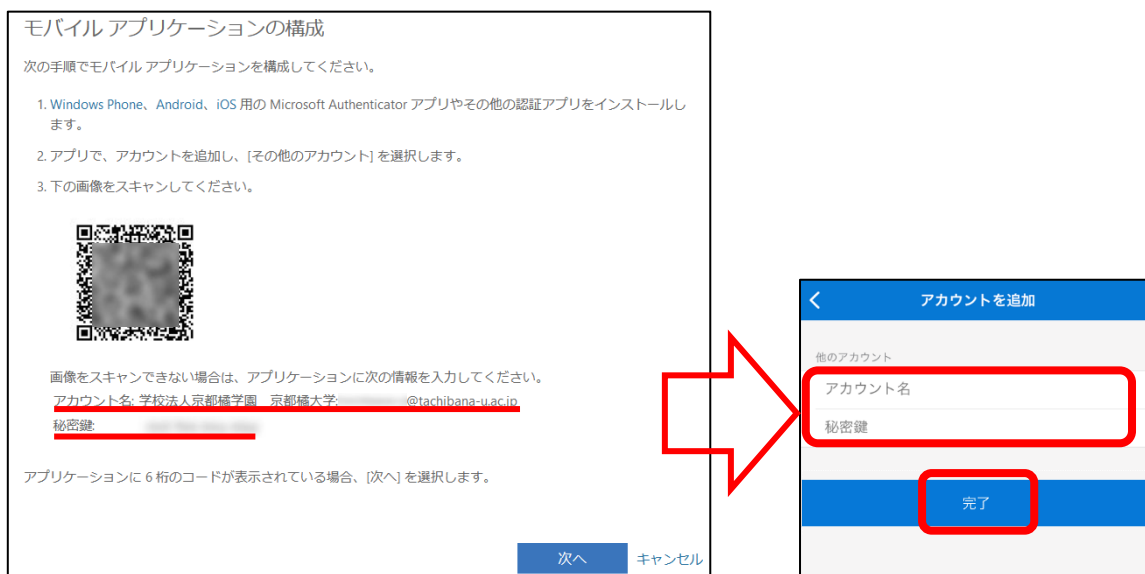 モバイル アプリケーションの構成
次の手順でモバイル アプリケーションを構成してください。
1. Windows Phone、Android、iOS 用の Microsoft Authenticator アプリやその他の認証アプリをインストールし
ます。
2. アプリで、アカウントを追加し、[その他のアカウント] を選択します。
3. 下の画像をスキャンしてください。
画像をスキャンできない場合は、アプリケーションに次の情報を入力してください。
アカウント名: 学校法人京都橘学園 京都橘大学: @tachibana-u.ac.jp
秘密鍵:
アプリケーションに 6 桁のコードが表示されている場合、[次へ] を選択します。
次へ
キャンセル
アカウントを追加
他のアカウント
アカウント名
秘密鍵
完了